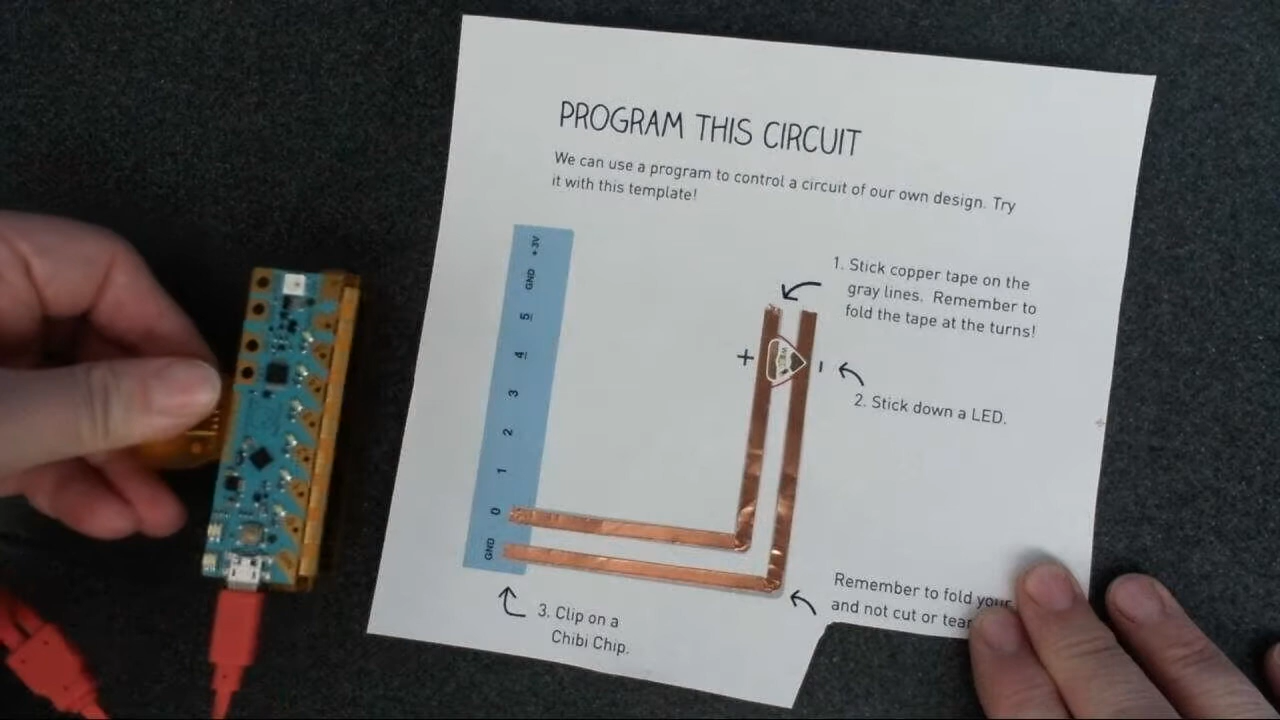 PROGRAM THIS CIRCUIT
We can use a program to control a circuit of our own design. Try
it with this template!
+3V
GND
5
4
3
2
1
0
GND
1. Stick copper tape on the
gray lines. Remember to
fold the tape at the turns!
+
-
2. Stick down a LED.
3. Clip on a
Chibi Chip.
Remember to fold your
and not cut or tear